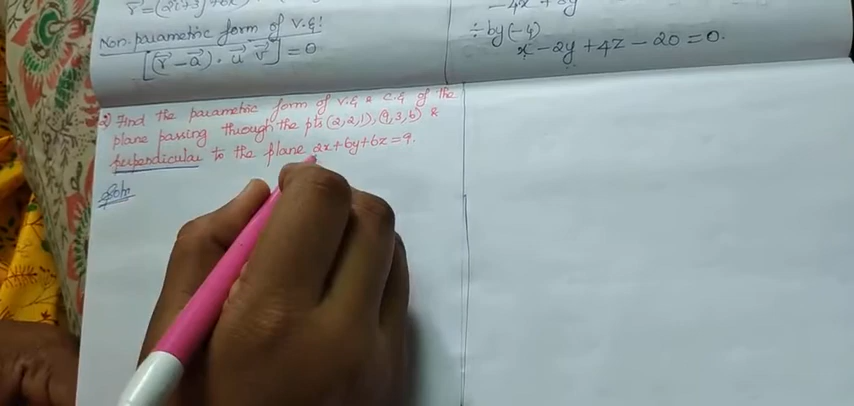 Non-parametric form of V.E!
[(r⃗ - a⃗) · u⃗ v⃗] = 0
2) Find the parametric form of V.E & C.E of the
plane passing through the pts (2,2,1), (9,3,6) &
perpendicular to the plane 2x+6y+6z=9.
Soln
÷ by (-4)
x - 2y + 4z - 20 = 0.